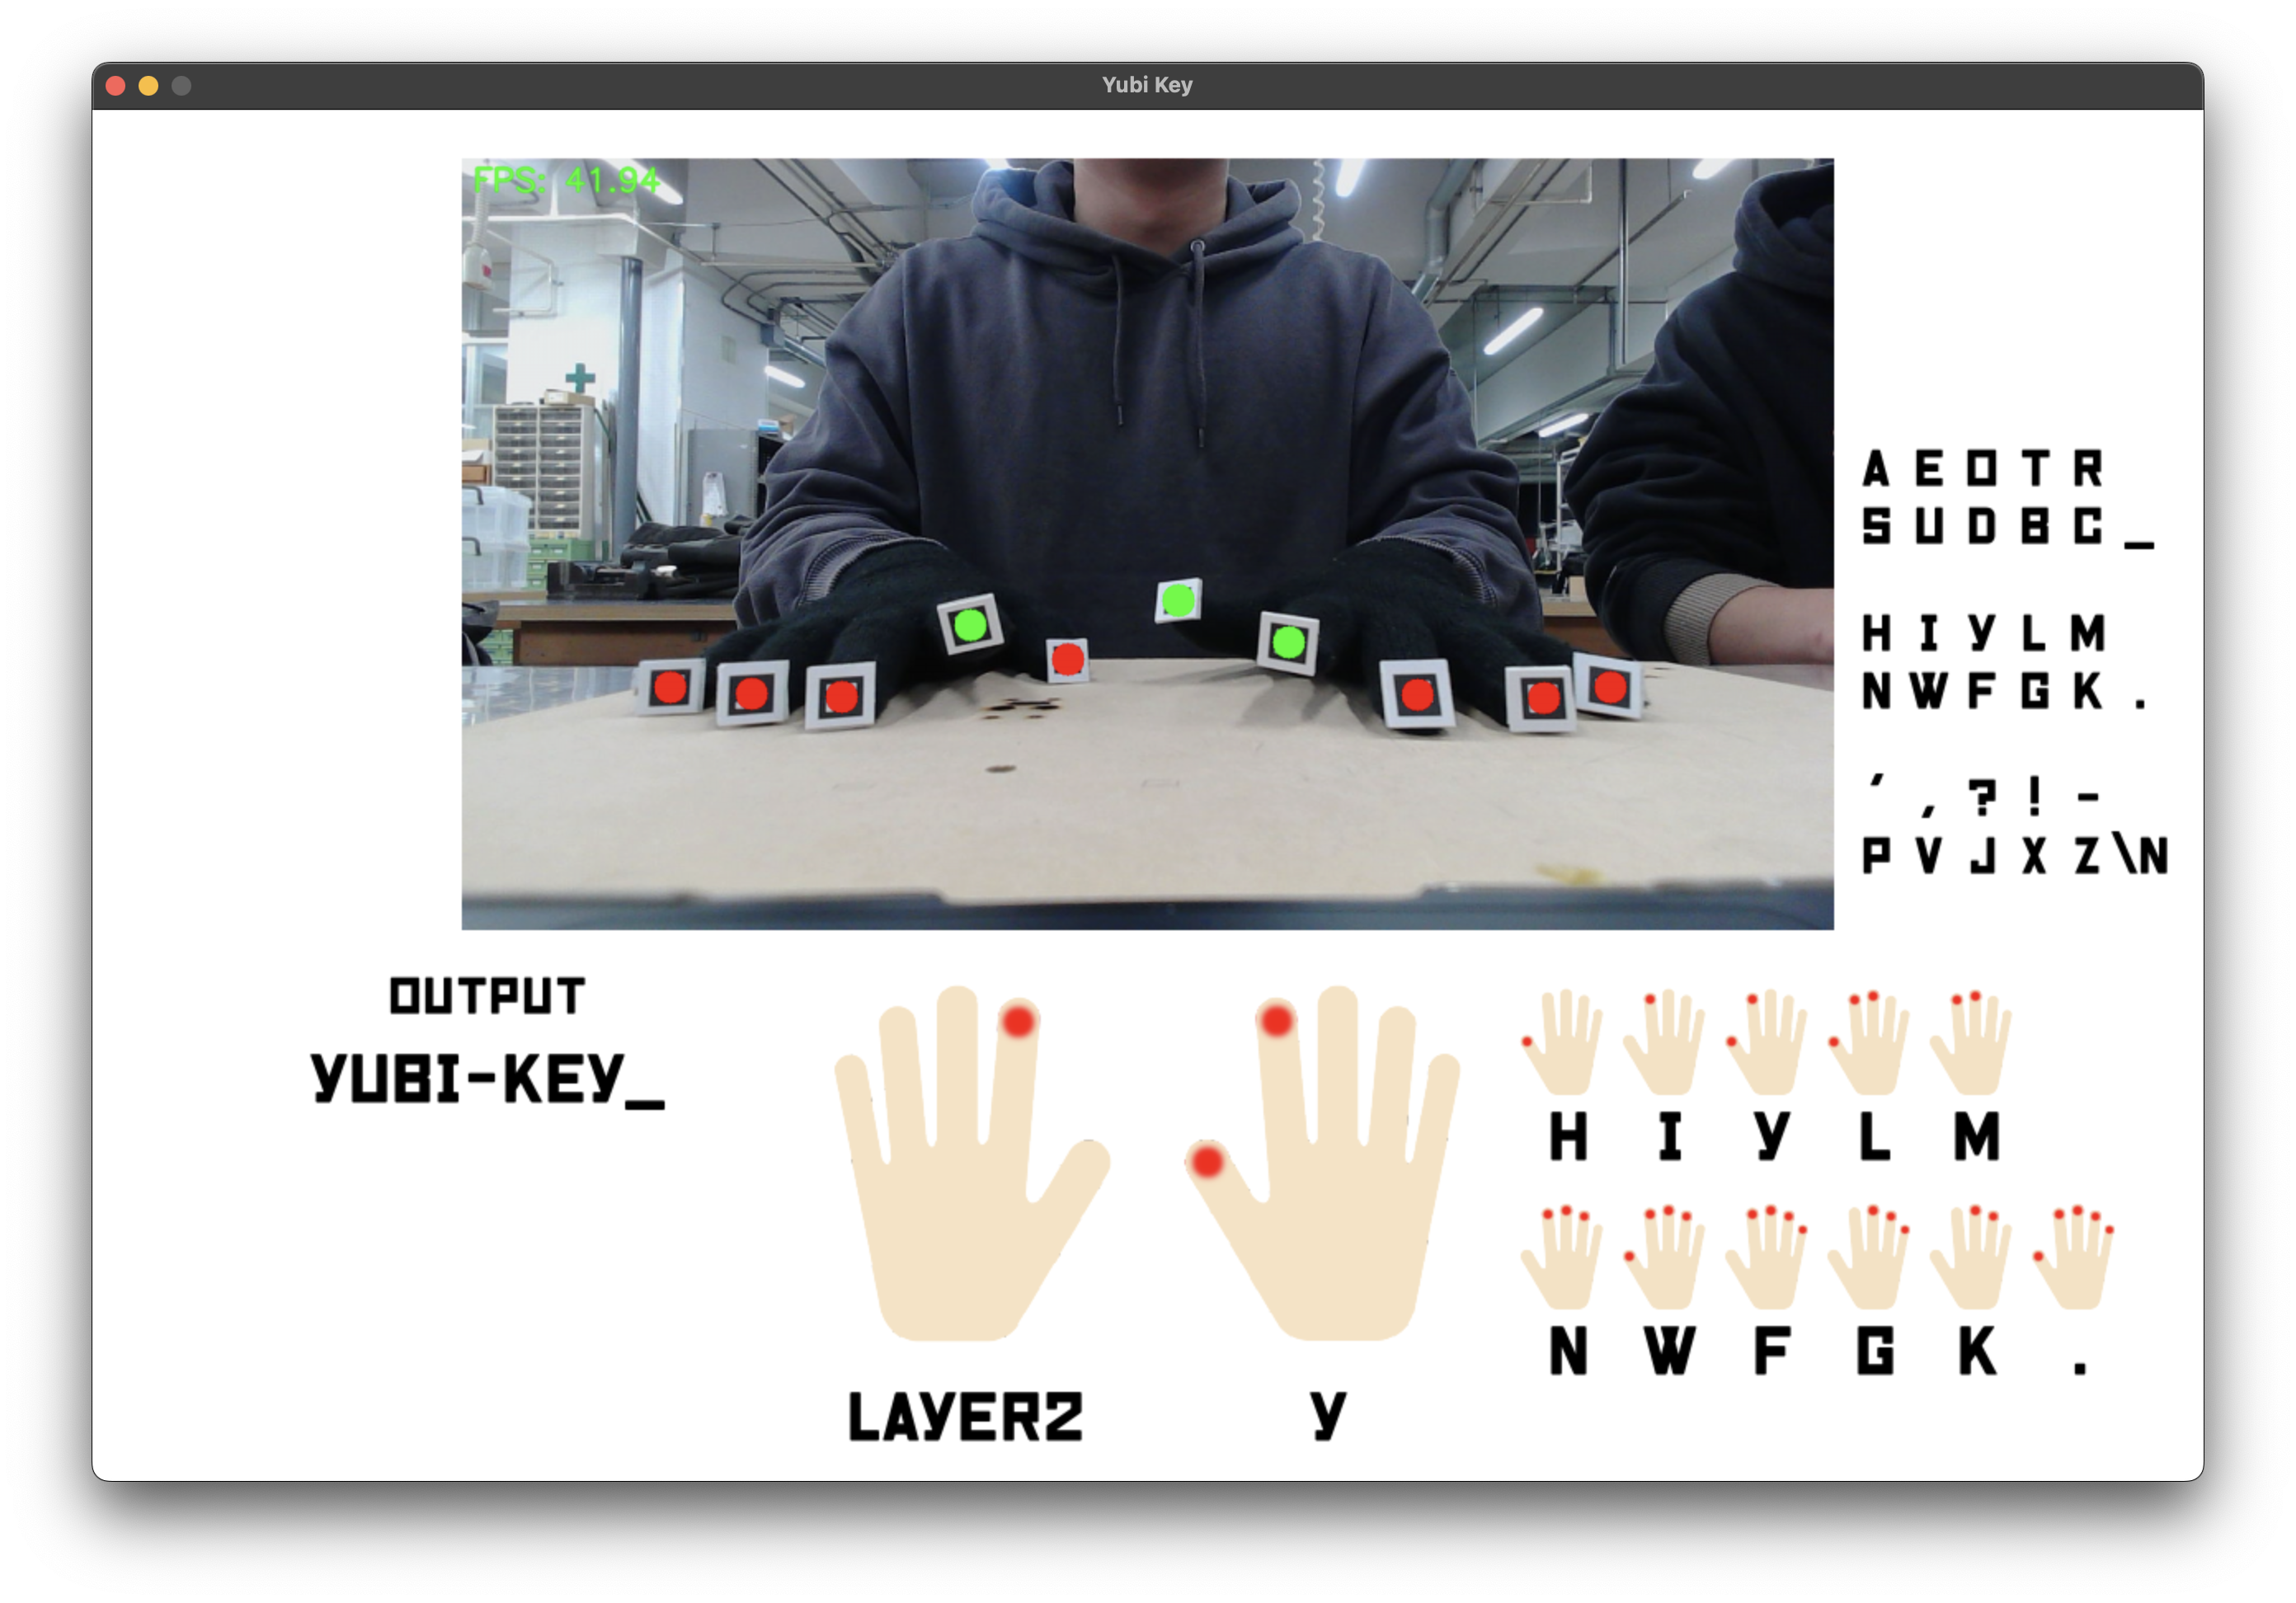 Yubi Key
FPS: 41.94
A E O T R
S U D B C _
H I Y L M
N W F G K .
' , ? ! -
P V J X Z \N
OUTPUT
YUBI-KEY_
H I Y L M
N W F G K .
LAYER2
Y